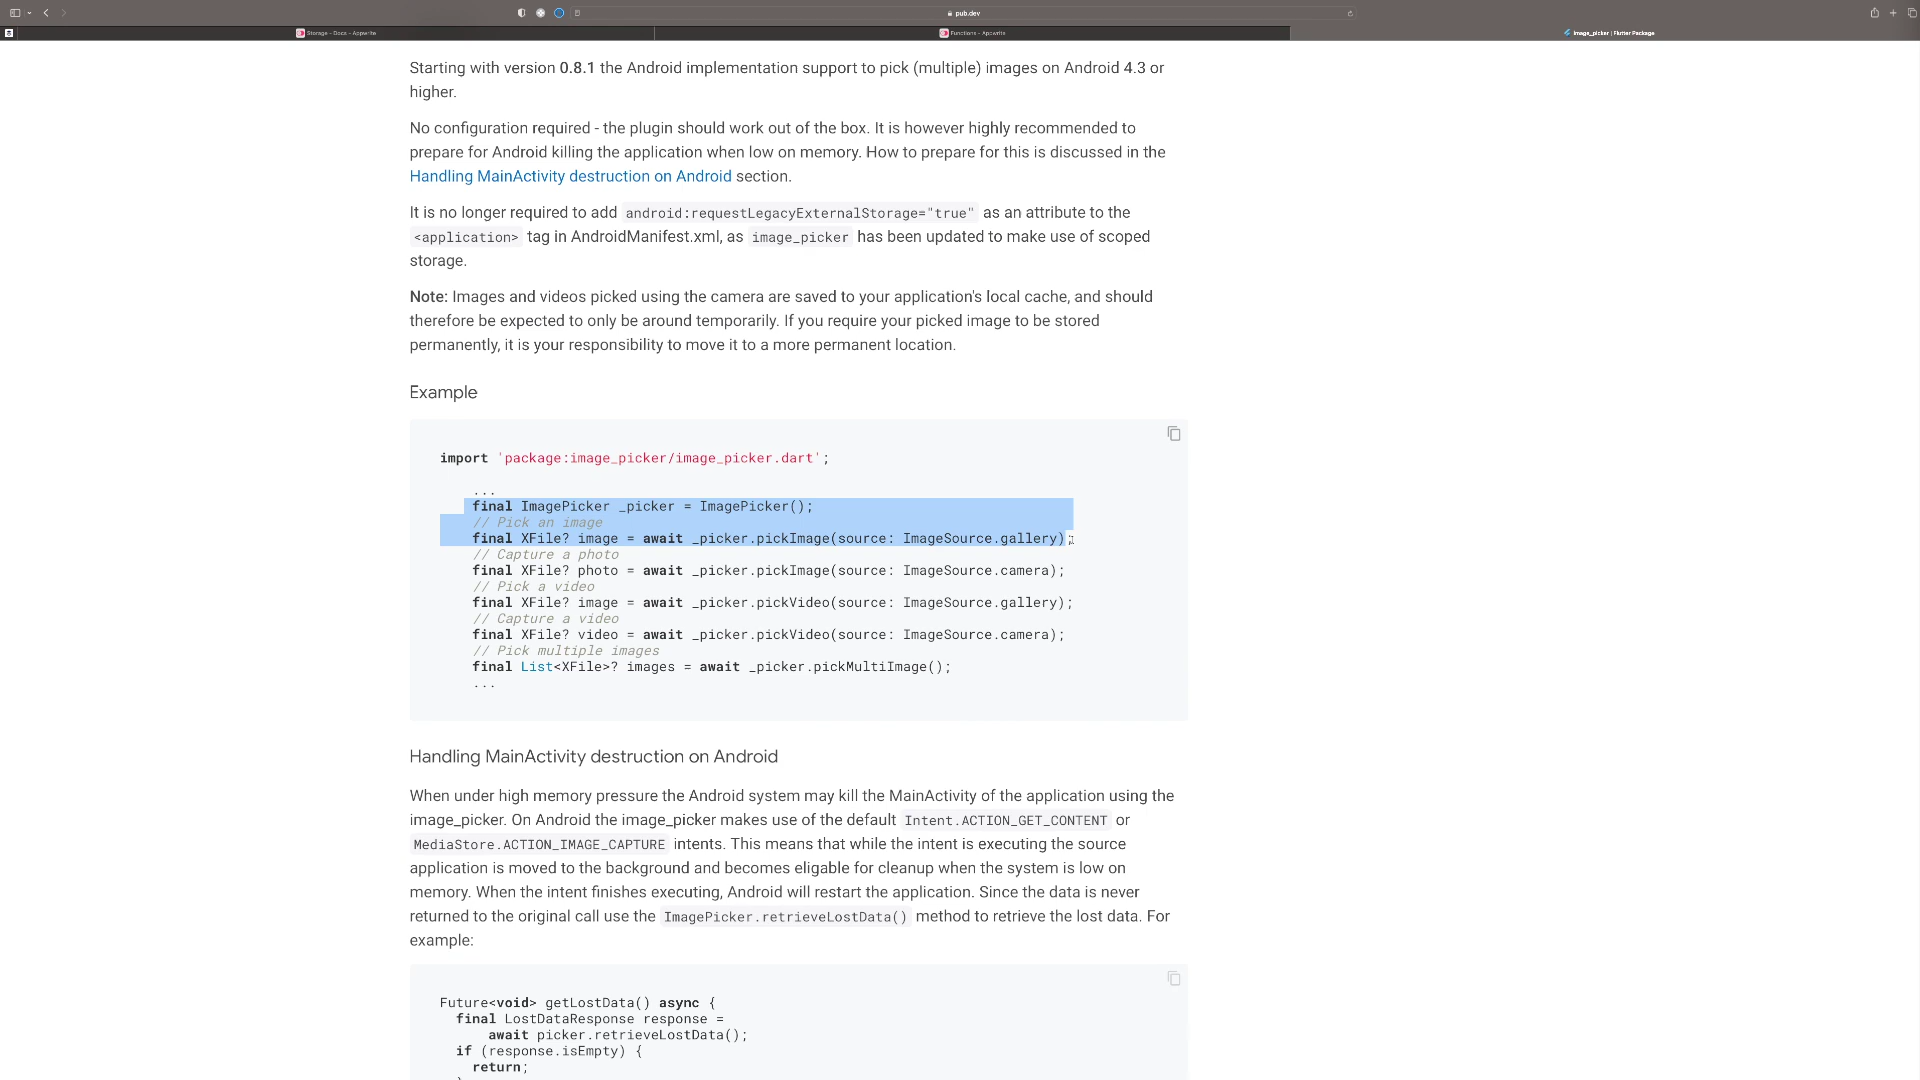 pub.dev
Storage - Docs - Appwrite
Functions - Appwrite
image_picker | Flutter Package
Starting with version 0.8.1 the Android implementation support to pick (multiple) images on Android 4.3 or
higher.
No configuration required - the plugin should work out of the box. It is however highly recommended to
prepare for Android killing the application when low on memory. How to prepare for this is discussed in the
Handling MainActivity destruction on Android section.
It is no longer required to add android:requestLegacyExternalStorage="true" as an attribute to the
<application> tag in AndroidManifest.xml, as image_picker has been updated to make use of scoped
storage.
Note: Images and videos picked using the camera are saved to your application's local cache, and should
therefore be expected to only be around temporarily. If you require your picked image to be stored
permanently, it is your responsibility to move it to a more permanent location.
Example
import 'package:image_picker/image_picker.dart';
...
final ImagePicker _picker = ImagePicker();
// Pick an image
final XFile? image = await _picker.pickImage(source: ImageSource.gallery);
// Capture a photo
final XFile? photo = await _picker.pickImage(source: ImageSource.camera);
// Pick a video
final XFile? image = await _picker.pickVideo(source: ImageSource.gallery);
// Capture a video
final XFile? video = await _picker.pickVideo(source: ImageSource.camera);
// Pick multiple images
final List<XFile>? images = await _picker.pickMultiImage();
...
Handling MainActivity destruction on Android
When under high memory pressure the Android system may kill the MainActivity of the application using the
image_picker. On Android the image_picker makes use of the default Intent.ACTION_GET_CONTENT or
MediaStore.ACTION_IMAGE_CAPTURE intents. This means that while the intent is executing the source
application is moved to the background and becomes eligable for cleanup when the system is low on
memory. When the intent finishes executing, Android will restart the application. Since the data is never
returned to the original call use the ImagePicker.retrieveLostData() method to retrieve the lost data. For
example:
Future<void> getLostData() async {
final LostDataResponse response =
await picker.retrieveLostData();
if (response.isEmpty) {
return;